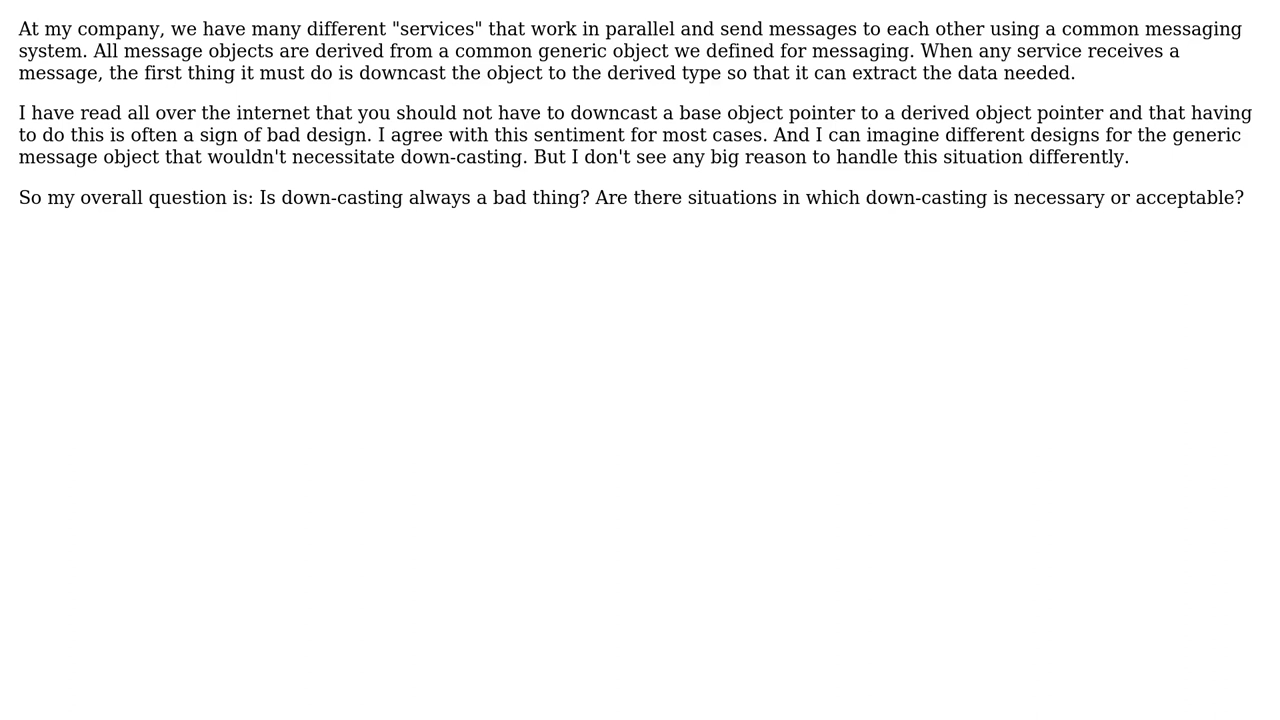 At my company, we have many different "services" that work in parallel and send messages to each other using a common messaging
system. All message objects are derived from a common generic object we defined for messaging. When any service receives a
message, the first thing it must do is downcast the object to the derived type so that it can extract the data needed.
I have read all over the internet that you should not have to downcast a base object pointer to a derived object pointer and that having
to do this is often a sign of bad design. I agree with this sentiment for most cases. And I can imagine different designs for the generic
message object that wouldn't necessitate down-casting. But I don't see any big reason to handle this situation differently.
So my overall question is: Is down-casting always a bad thing? Are there situations in which down-casting is necessary or acceptable?